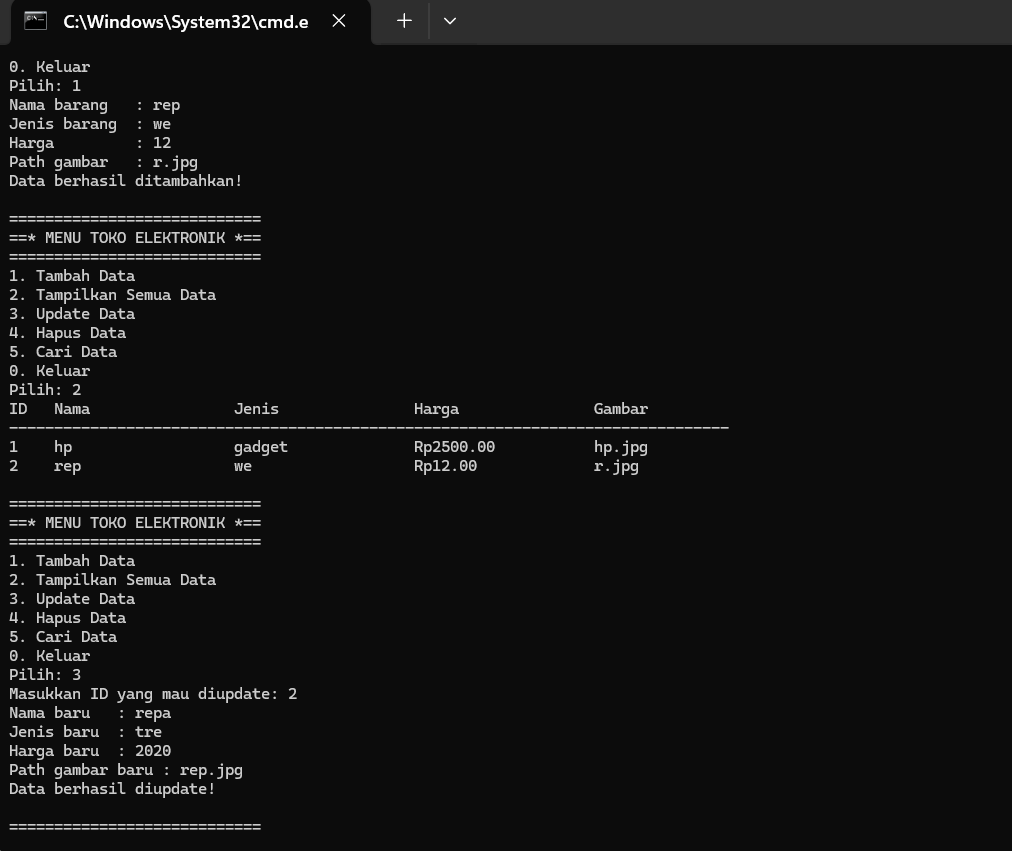 C:\Windows\System32\cmd.e
0. Keluar
Pilih: 1
Nama barang   : rep
Jenis barang  : we
Harga         : 12
Path gambar   : r.jpg
Data berhasil ditambahkan!
============================
==* MENU TOKO ELEKTRONIK *==
============================
1. Tambah Data
2. Tampilkan Semua Data
3. Update Data
4. Hapus Data
5. Cari Data
0. Keluar
Pilih: 2
ID   Nama                Jenis               Harga               Gambar
--------------------------------------------------------------------------------
1    hp                  gadget              Rp2500.00           hp.jpg
2    rep                 we                  Rp12.00             r.jpg
============================
==* MENU TOKO ELEKTRONIK *==
============================
1. Tambah Data
2. Tampilkan Semua Data
3. Update Data
4. Hapus Data
5. Cari Data
0. Keluar
Pilih: 3
Masukkan ID yang mau diupdate: 2
Nama baru   : repa
Jenis baru  : tre
Harga baru  : 2020
Path gambar baru : rep.jpg
Data berhasil diupdate!
============================